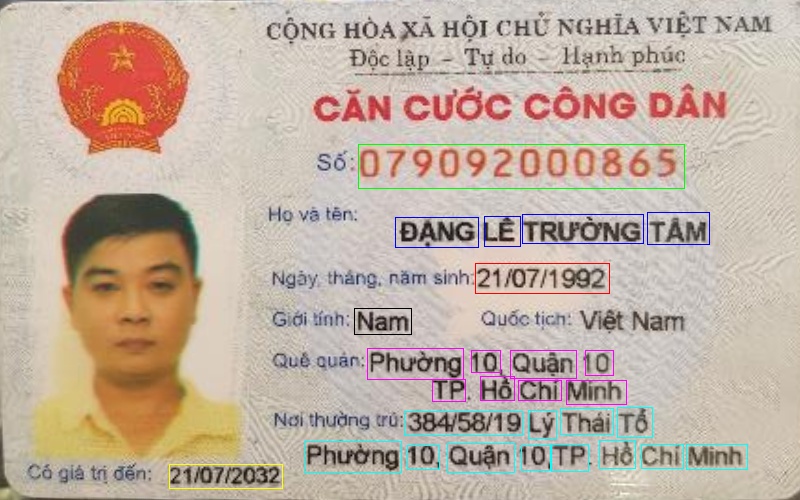 CỘNG HÒA XÃ HỘI CHỦ NGHĨA VIỆT NAM
Độc lập - Tự do - Hạnh phúc
CĂN CƯỚC CÔNG DÂN
Số: 079092000865
Họ và tên:
ĐẶNG LÊ TRƯỜNG TÂM
Ngày, tháng, năm sinh: 21/07/1992
Giới tính: Nam Quốc tịch: Việt Nam
Quê quán: Phường 10, Quận 10
TP. Hồ Chí Minh
Nơi thường trú: 384/58/19 Lý Thái Tổ
Phường 10, Quận 10, TP. Hồ Chí Minh
Có giá trị đến: 21/07/2032